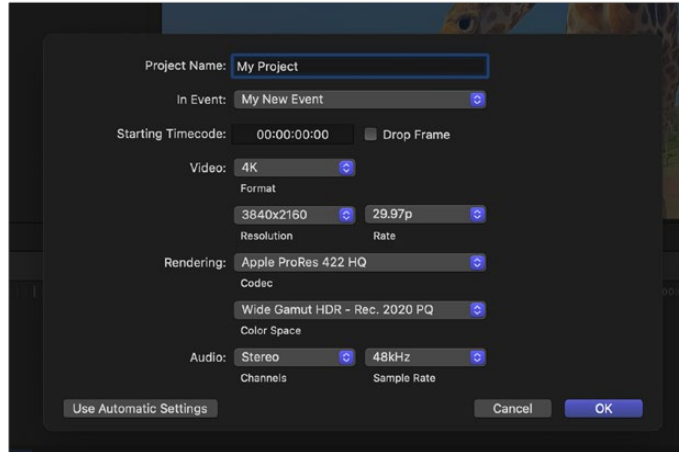 Project Name: My Project
In Event: My New Event
Starting Timecode: 00:00:00:00 Drop Frame
Video: 4K
Format
3840x2160 29.97p
Resolution Rate
Rendering: Apple ProRes 422 HQ
Codec
Wide Gamut HDR - Rec. 2020 PQ
Color Space
Audio: Stereo 48kHz
Channels Sample Rate
Use Automatic Settings Cancel OK